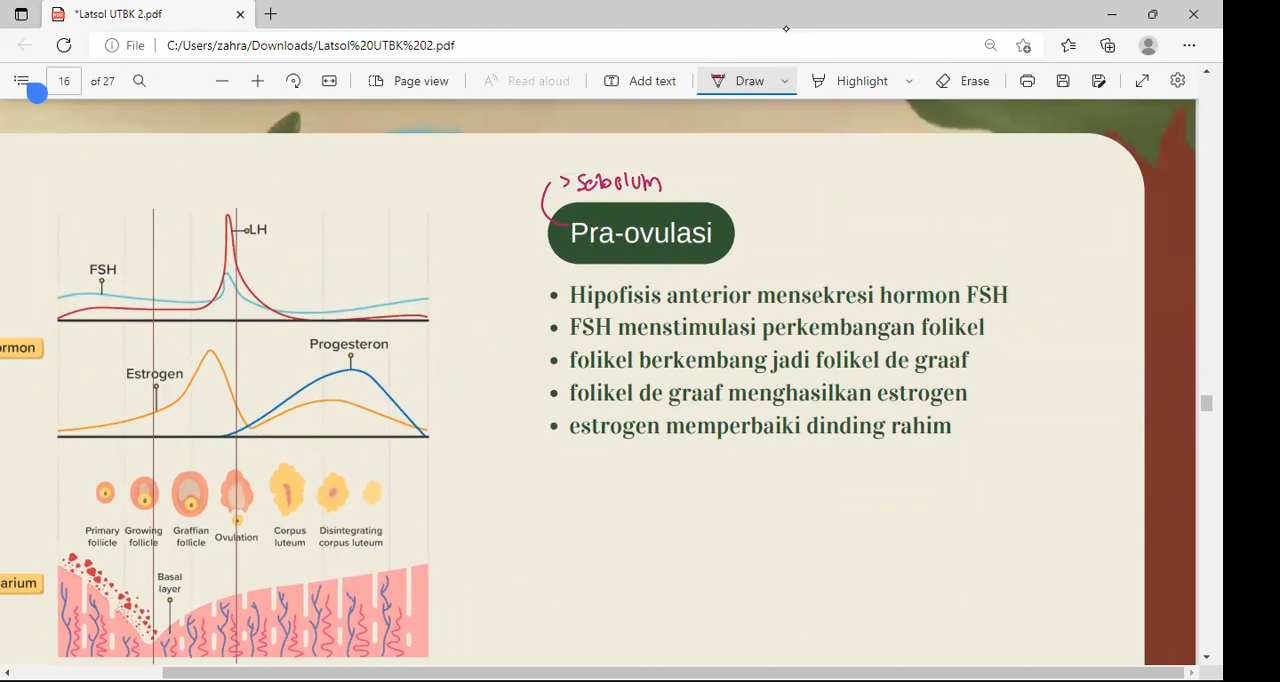 *Latsol UTBK 2.pdf
File
C:/Users/zahra/Downloads/Latsol%20UTBK%202.pdf
16 of 27
Page view
Read aloud
Add text
Draw
Highlight
Erase
> Sebelum
Pra-ovulasi
• Hipofisis anterior mensekresi hormon FSH
• FSH menstimulasi perkembangan folikel
• folikel berkembang jadi folikel de graaf
• folikel de graaf menghasilkan estrogen
• estrogen memperbaiki dinding rahim
LH
FSH
ormon
Progesteron
Estrogen
Primary follicle
Growing follicle
Graffian follicle
Ovulation
Corpus luteum
Disintegrating corpus luteum
arium
Basal layer